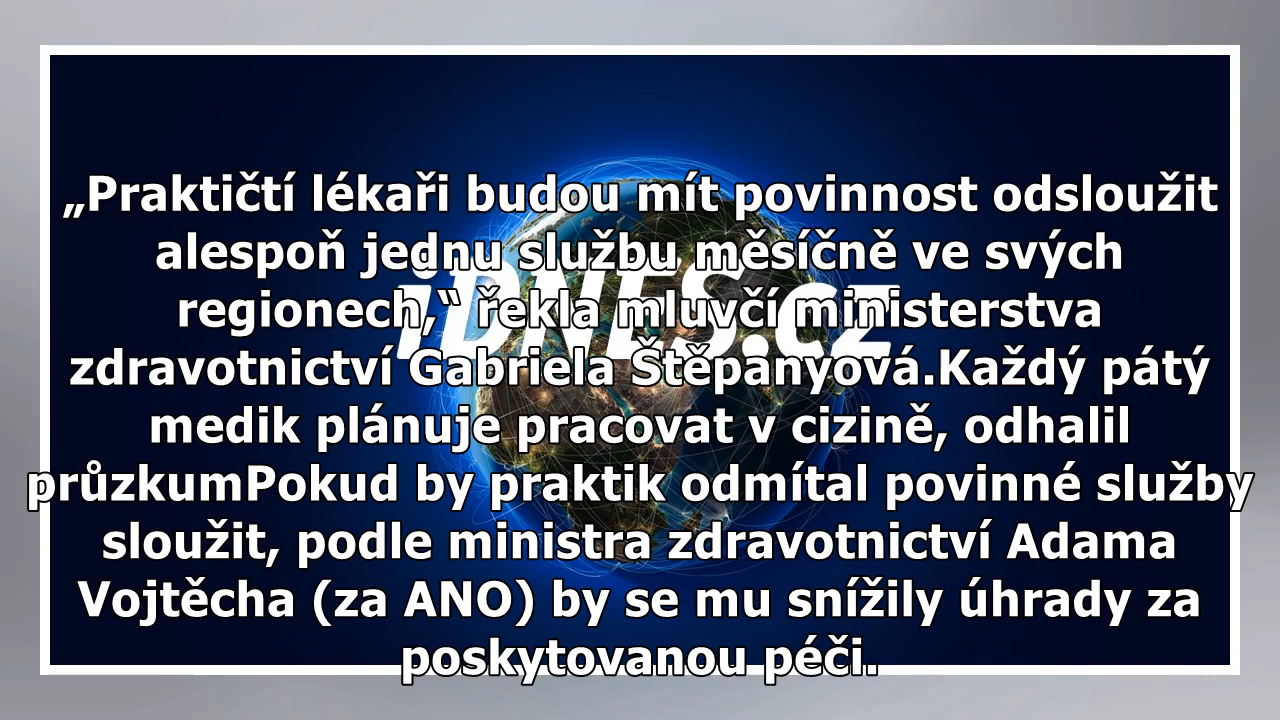 „Praktičtí lékaři budou mít povinnost odsloužit
alespoň jednu službu měsíčně ve svých
regionech,“ řekla mluvčí ministerstva
zdravotnictví Gabriela Štěpanyová.Každý pátý
medik plánuje pracovat v cizině, odhalil
průzkumPokud by praktik odmítal povinné služby
sloužit, podle ministra zdravotnictví Adama
Vojtěcha (za ANO) by se mu snížily úhrady za
poskytovanou péči.
iDNES.cz